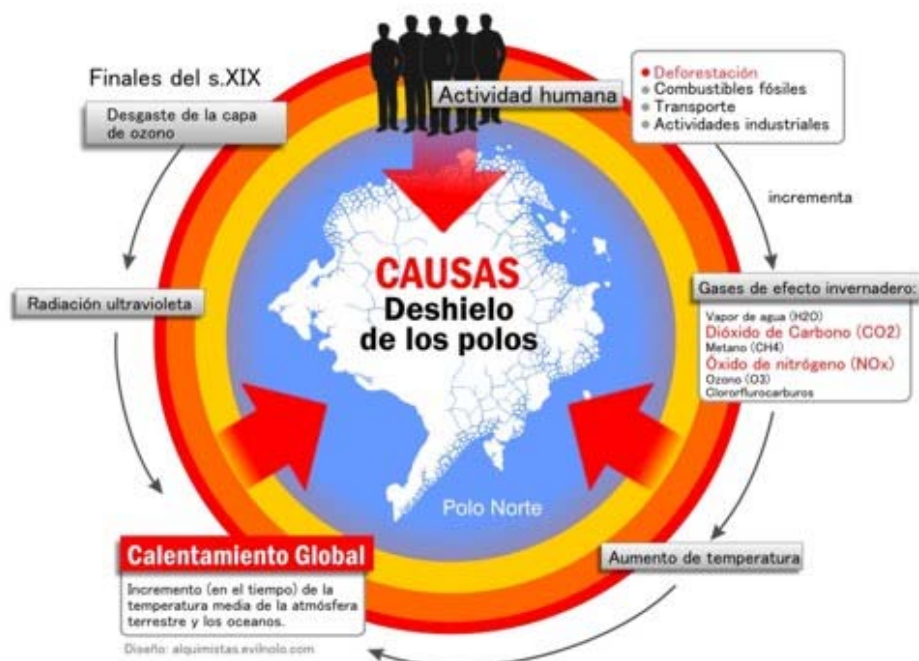 Finales del s.XIX
Desgaste de la capa
de ozono
Radiación ultravioleta
Actividad humana
• Deforestación
• Combustibles fósiles
• Transporte
• Actividades industriales
incrementa
Gases de efecto invernadero:
Vapor de agua (H2O)
Dióxido de Carbono (CO2)
Metano (CH4)
Óxido de nitrógeno (NOx)
Ozono (O3)
Clororflurocarburos
Aumento de temperatura
CAUSAS
Deshielo
de los polos
Polo Norte
Calentamiento Global
Incremento (en el tiempo) de la
temperatura media de la atmósfera
terrestre y los oceanos.
Diseño: alquimistas.evilnolo.com